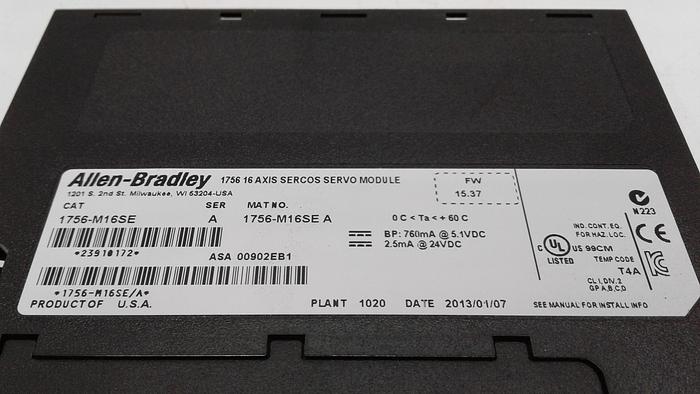 Allen-Bradley 1756 16 AXIS SERCOS SERVO MODULE
1201 S. 2nd St. Milwaukee, WI 53204-USA
FW
15.37
CAT SER MAT NO.
1756-M16SE A 1756-M16SE A
0 C < Ta < + 60 C
BP: 760mA @ 5.1VDC
2.5mA @ 24VDC
*23910172*
ASA 00902EB1
*1756-M16SE/A*
PRODUCT OF U.S.A. PLANT 1020 DATE 2013/01/07
N223
IND. CONT. EQ.
FOR HAZ. LOC.
C UL US 99CM
LISTED
TEMP CODE
T4A
CL I, DIV. 2
GP A,B,C,D
CE
SEE MANUAL FOR INSTALL INFO